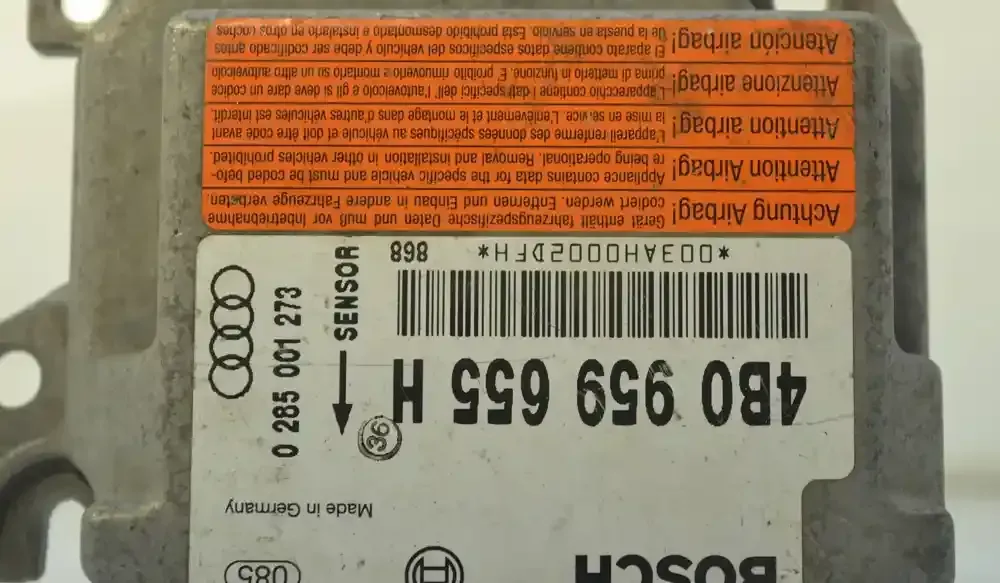 BOSCH
085
Made in Germany
4B0 959 655 H
36
SENSOR
0 285 001 273
*003AH0002DFH* 868
Achtung Airbag!
Gerät enthält fahrzeugspezifische Daten und muß vor Inbetriebnahme
codiert werden. Entfernen und Einbau in andere Fahrzeuge verboten.
Attention Airbag!
Appliance contains data for the specific vehicle and must be coded befo-
re being operational. Removal and installation in other vehicles prohibited.
Attention airbag!
L'appareil renferme des données spécifiques au véhicule et doit être codé avant
la mise en service. L'enlèvement et le montage dans d'autres véhicules est interdit.
Attenzione airbag!
L'apparecchio contiene i dati specifici dell'autoveicolo e gli si deve dare un codice
prima di metterlo in funzione. E' proibito rimuoverlo e montarlo su un altro autoveicolo
Atención airbag!
El aparato contiene datos específicos del vehículo y debe ser codificado antes
de la puesta en servicio. Está prohibido desmontarlo e instalarlo en otros coches